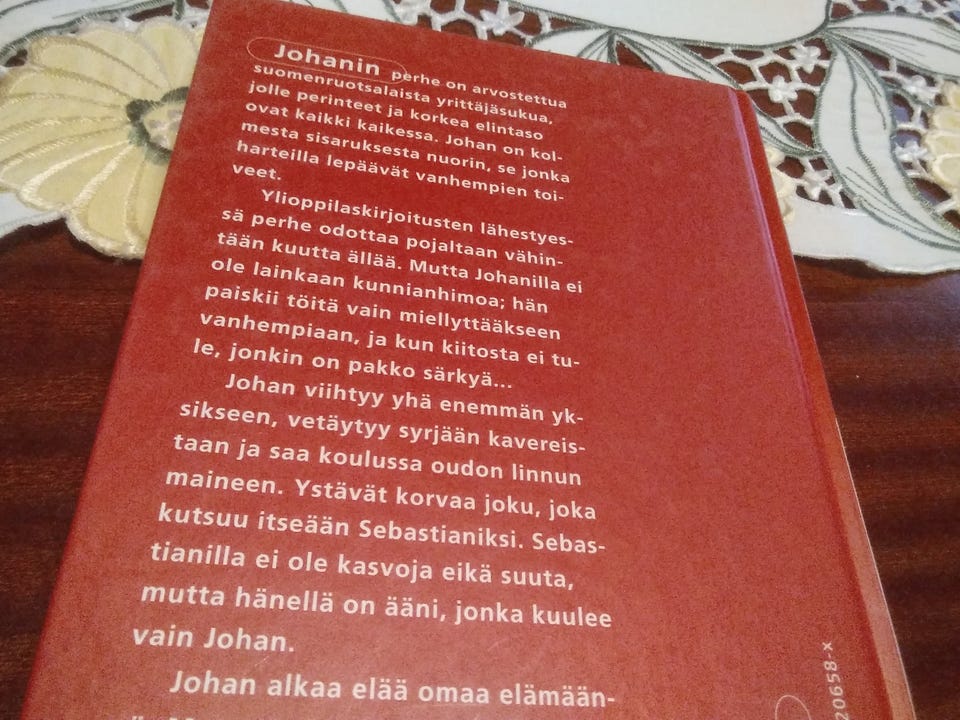 Johanin perhe on arvostettua
suomenruotsalaista yrittäjäsukua,
jolle perinteet ja korkea elintaso
ovat kaikki kaikessa. Johan on kol-
mesta sisaruksesta nuorin, se jonka
harteilla lepäävät vanhempien toi-
veet.
Ylioppilaskirjoitusten lähestyes-
sä perhe odottaa pojaltaan vähin-
tään kuutta ällää. Mutta Johanilla ei
ole lainkaan kunnianhimoa; hän
paiskii töitä vain miellyttääkseen
vanhempiaan, ja kun kiitosta ei tu-
le, jonkin on pakko särkyä...
Johan viihtyy yhä enemmän yk-
sikseen, vetäytyy syrjään kavereis-
taan ja saa koulussa oudon linnun
maineen. Ystävät korvaa joku, joka
kutsuu itseään Sebastianiksi. Sebas-
tianilla ei ole kasvoja eikä suuta,
mutta hänellä on ääni, jonka kuulee
vain Johan.
Johan alkaa elää omaa elämään-
20658-x